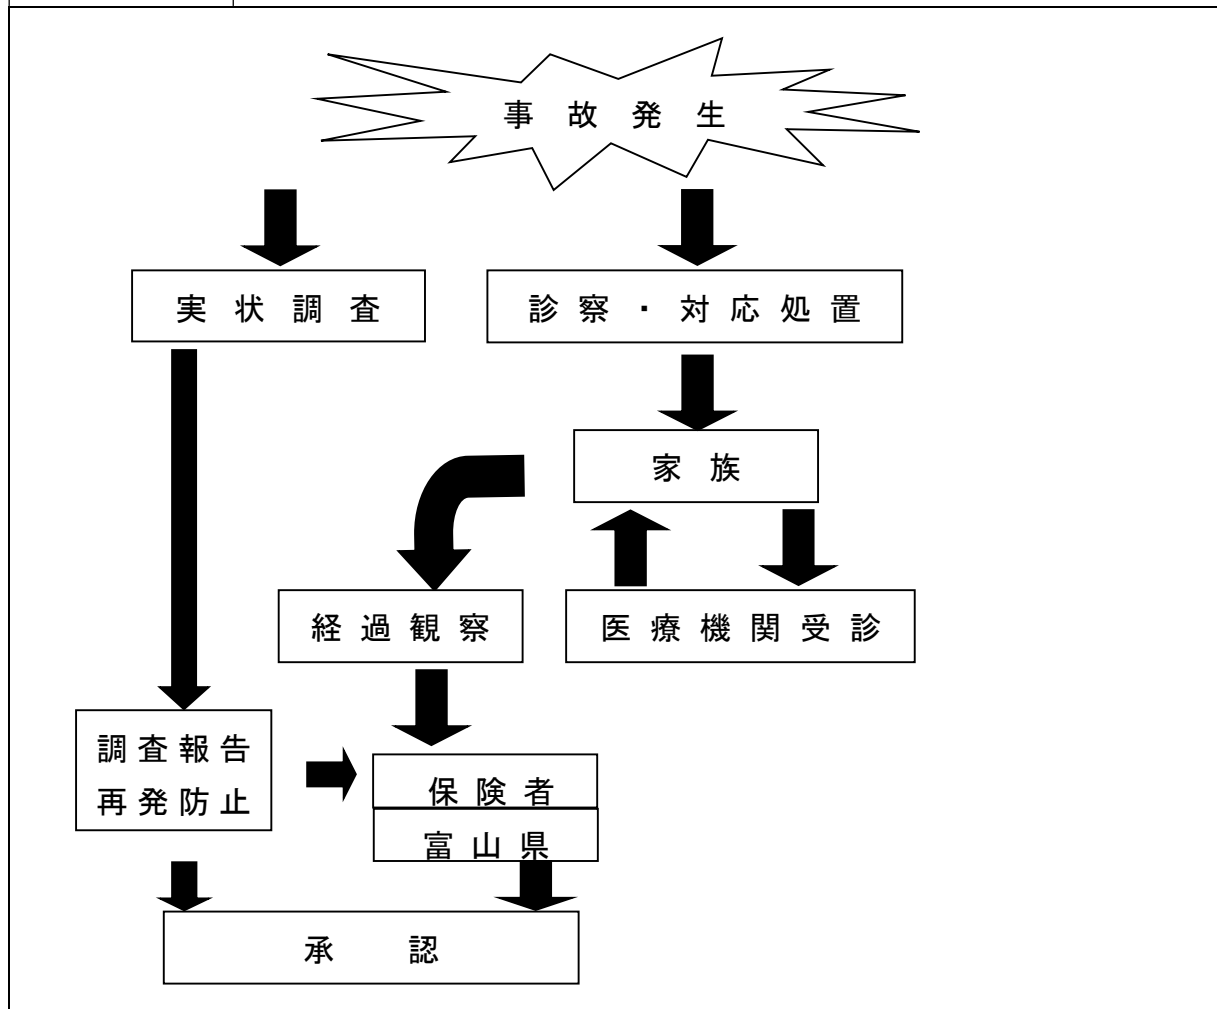 事故発生
実状調査
診察・対応処置
家族
経過観察
医療機関受診
調査報告
再発防止
保険者
富山県
承認